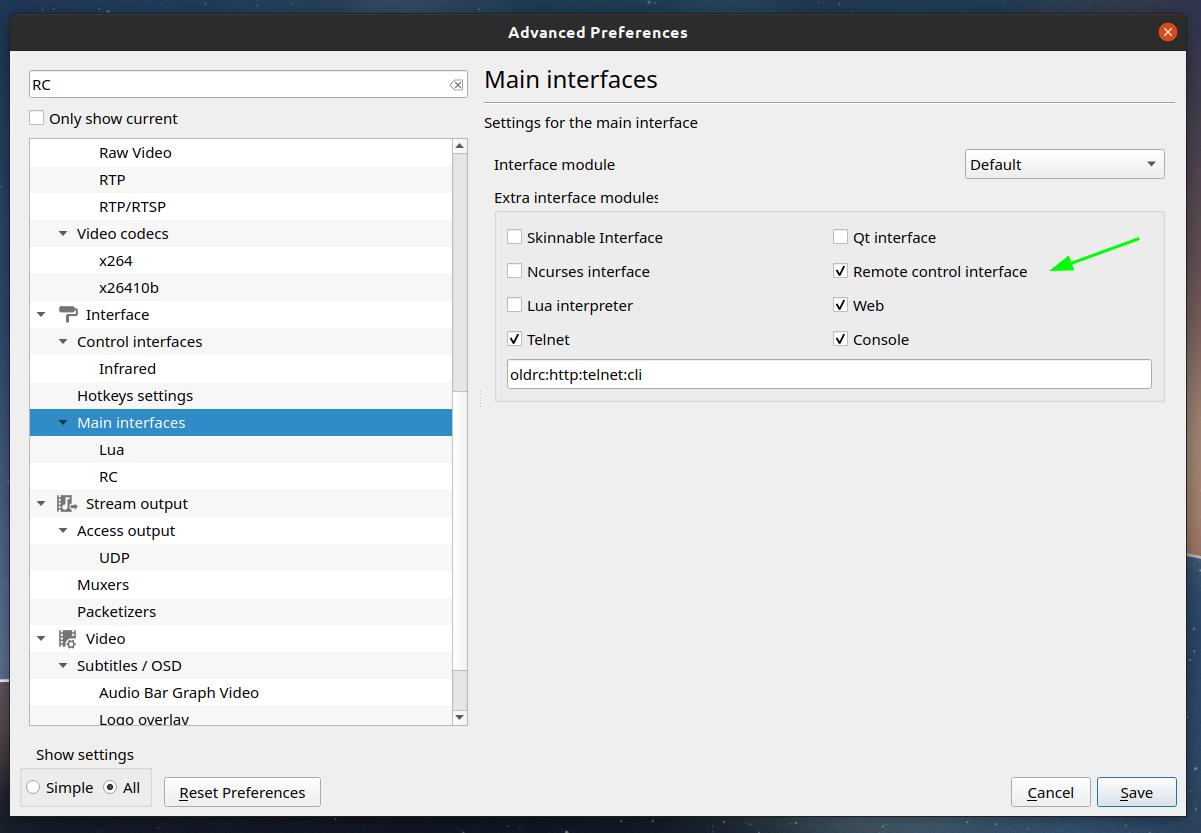 Advanced Preferences
RC
Only show current
Raw Video
RTP
RTP/RTSP
Video codecs
x264
x26410b
Interface
Control interfaces
Infrared
Hotkeys settings
Main interfaces
Lua
RC
Stream output
Access output
UDP
Muxers
Packetizers
Video
Subtitles / OSD
Audio Bar Graph Video
Logo overlay
Show settings
Simple All
Reset Preferences
Main interfaces
Settings for the main interface
Interface module Default
Extra interface modules
Skinnable Interface Qt interface
Ncurses interface Remote control interface
Lua interpreter Web
Telnet Console
oldrc:http:telnet:cli
Cancel Save